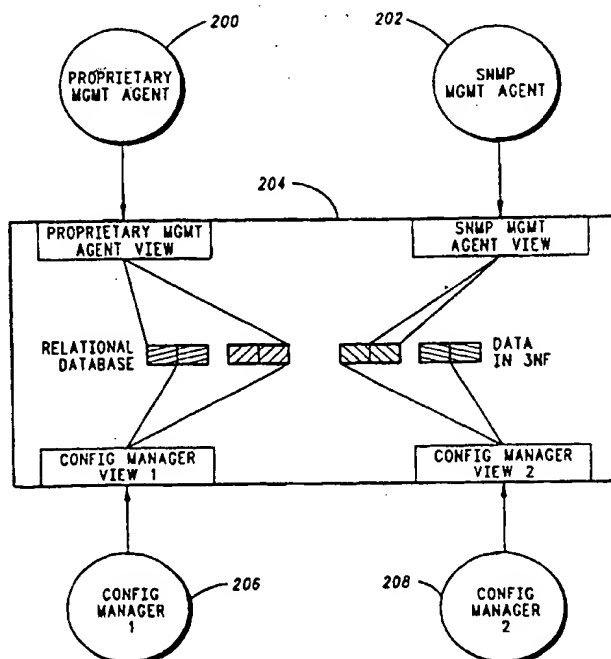 200
PROPRIETARY
MGMT AGENT
202
SNMP
MGMT AGENT
204
PROPRIETARY MGMT
AGENT VIEW
SNMP MGMT
AGENT VIEW
RELATIONAL
DATABASE
DATA
IN 3NF
CONFIG MANAGER
VIEW 1
CONFIG MANAGER
VIEW 2
CONFIG
MANAGER
1
206
208
CONFIG
MANAGER
2